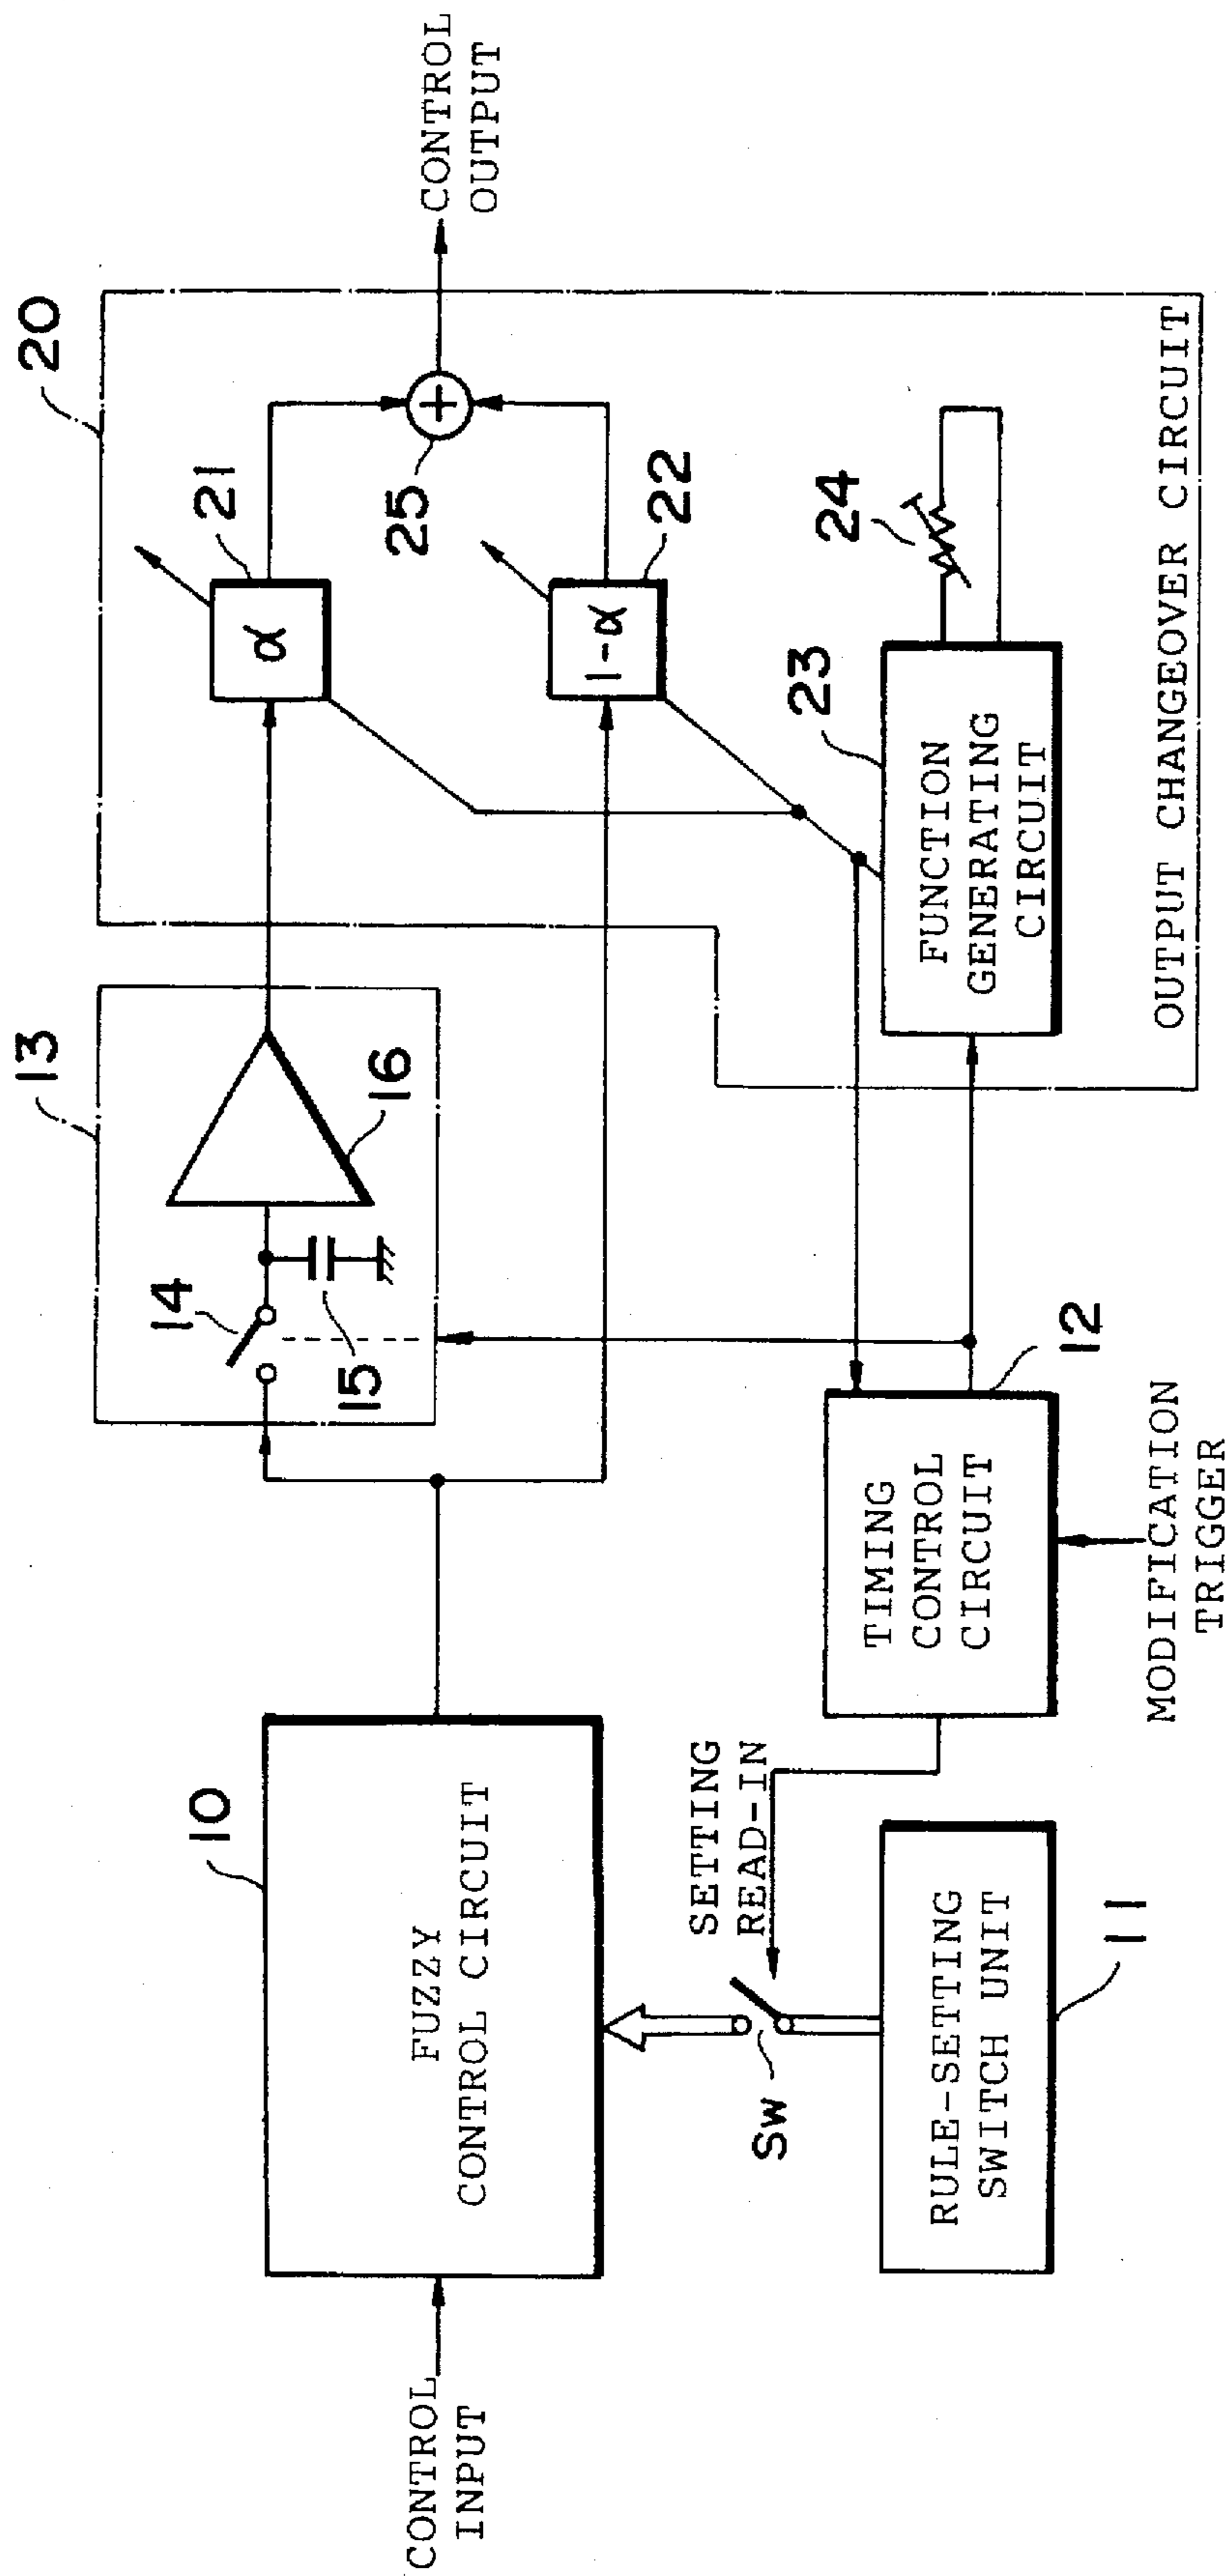 CONTROL
INPUT
10
FUZZY
CONTROL CIRCUIT
Sw
SETTING
READ-IN
RULE-SETTING
SWITCH UNIT
11
13
14
15
16
TIMING
CONTROL
CIRCUIT
12
MODIFICATION
TRIGGER
20
α
21
1-α
22
25
23
FUNCTION
GENERATING
CIRCUIT
24
OUTPUT CHANGEOVER CIRCUIT
CONTROL
OUTPUT